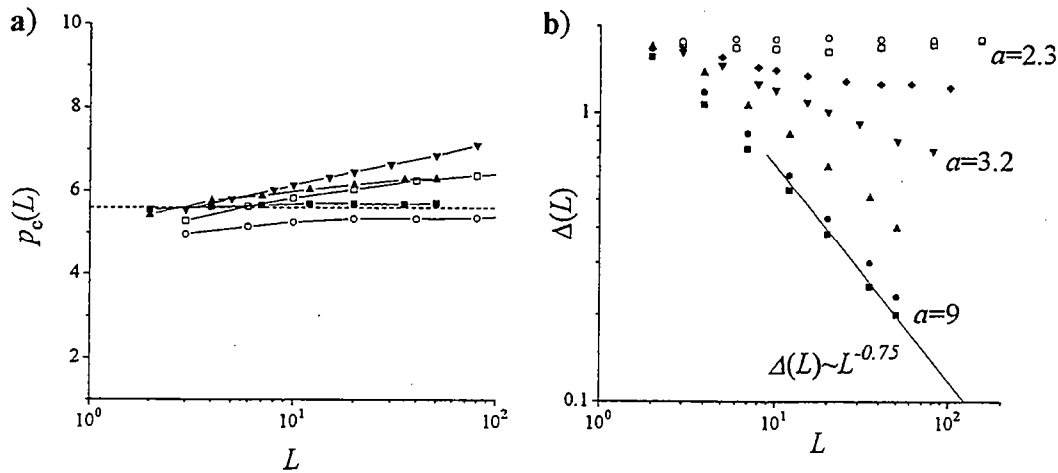 a)
10
8
6
4
2
p_c(L)
10^0
10^1
10^2
L
b)
1
0.1
Δ(L)
a=2.3
a=3.2
a=9
Δ(L)~L^-0.75
10^0
10^1
10^2
L